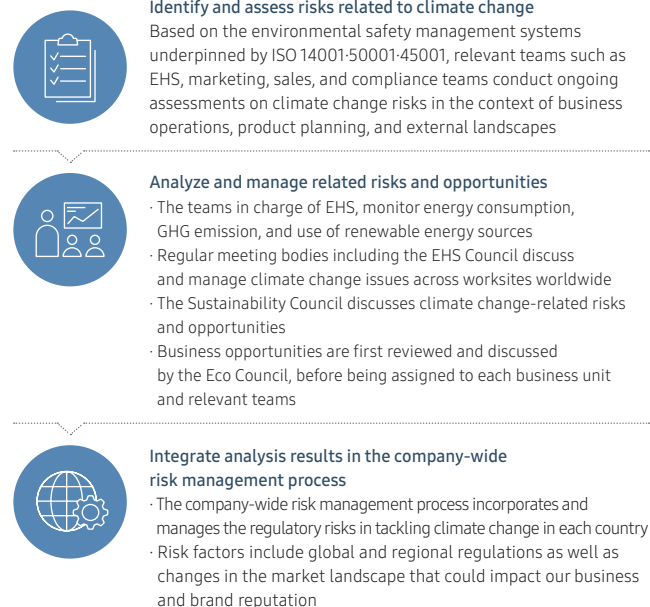 Identify and assess risks related to climate change
Based on the environmental safety management systems
underpinned by ISO 14001·50001·45001, relevant teams such as
EHS, marketing, sales, and compliance teams conduct ongoing
assessments on climate change risks in the context of business
operations, product planning, and external landscapes
Analyze and manage related risks and opportunities
· The teams in charge of EHS, monitor energy consumption,
GHG emission, and use of renewable energy sources
· Regular meeting bodies including the EHS Council discuss
and manage climate change issues across worksites worldwide
· The Sustainability Council discusses climate change-related risks
and opportunities
· Business opportunities are first reviewed and discussed
by the Eco Council, before being assigned to each business unit
and relevant teams
Integrate analysis results in the company-wide
risk management process
· The company-wide risk management process incorporates and
manages the regulatory risks in tackling climate change in each country
· Risk factors include global and regional regulations as well as
changes in the market landscape that could impact our business
and brand reputation